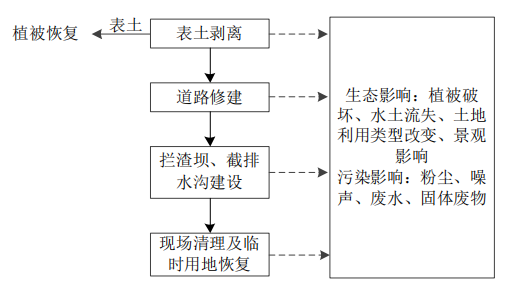 植被恢复
表土
表土剥离
道路修建
拦渣坝、截排
水沟建设
现场清理及临
时用地恢复
生态影响：植被破
坏、水土流失、土地
利用类型改变、景观
影响
污染影响：粉尘、噪
声、废水、固体废物